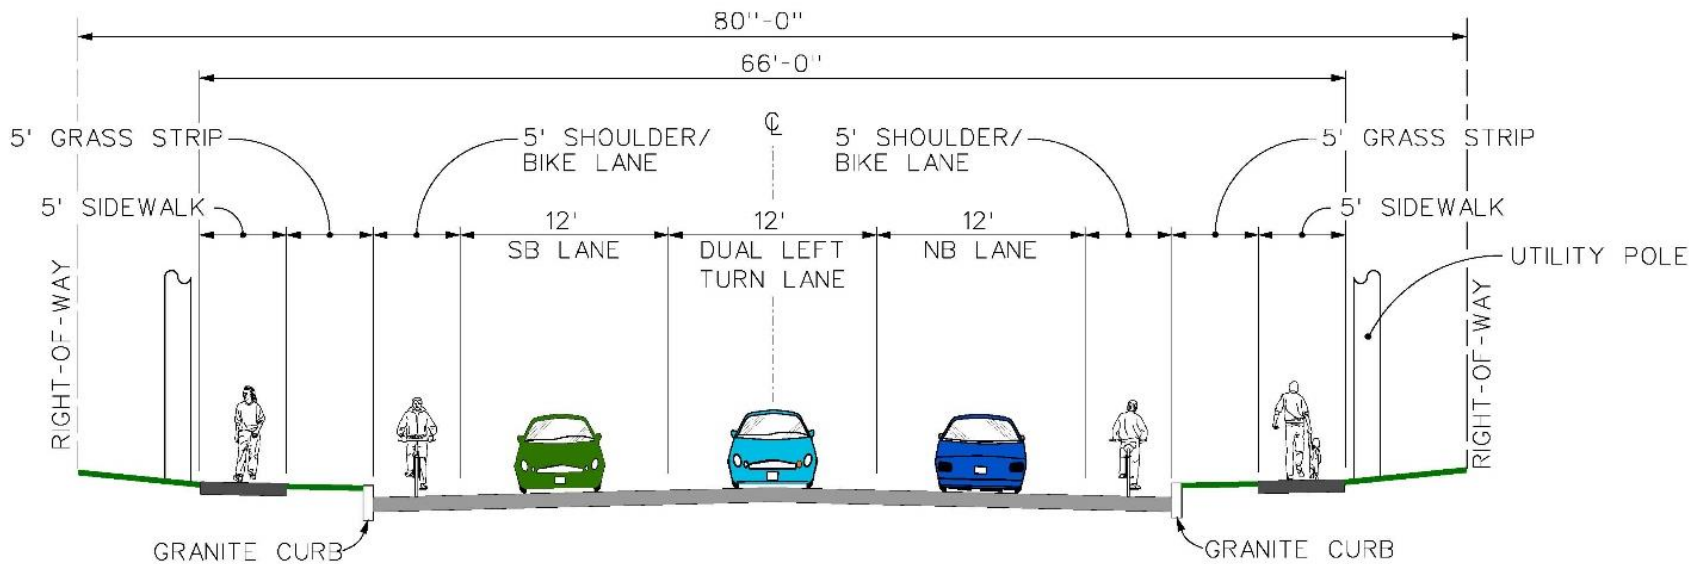 80"-0"
66'-0"
5' GRASS STRIP
5' SHOULDER/
BIKE LANE
℄
5' SHOULDER/
BIKE LANE
5' GRASS STRIP
5' SIDEWALK
12'
SB LANE
12'
DUAL LEFT
TURN LANE
12'
NB LANE
5' SIDEWALK
UTILITY POLE
RIGHT-OF-WAY
RIGHT-OF-WAY
GRANITE CURB
GRANITE CURB